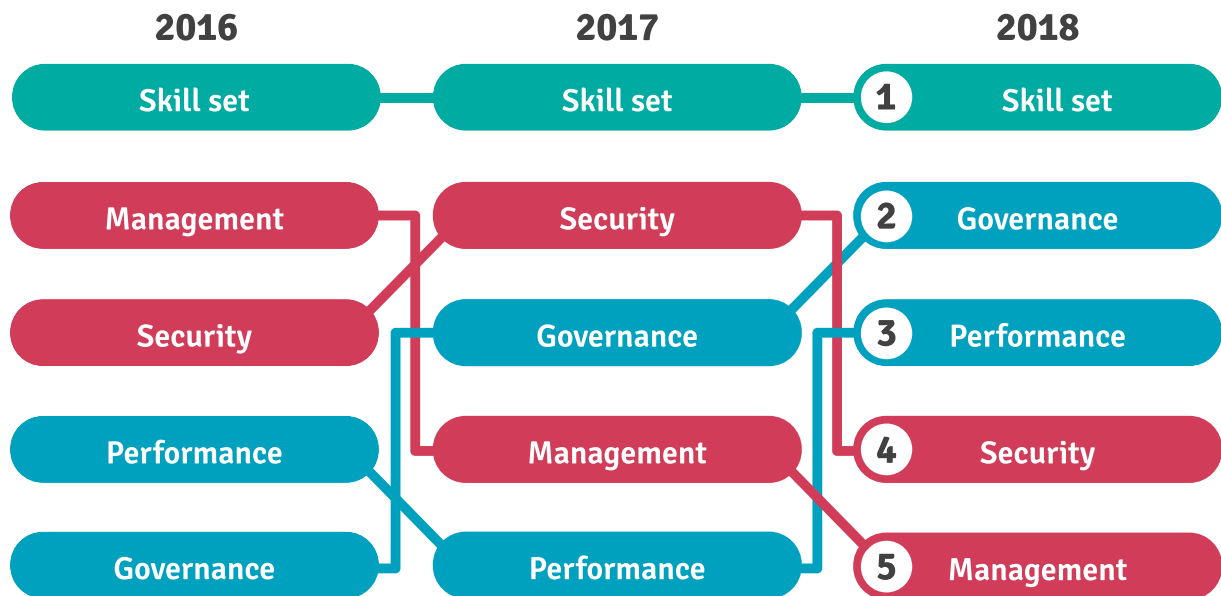 2016 2017 2018
Skill set Skill set 1 Skill set
Management Security 2 Governance
Security Governance 3 Performance
Performance Management 4 Security
Governance Performance 5 Management